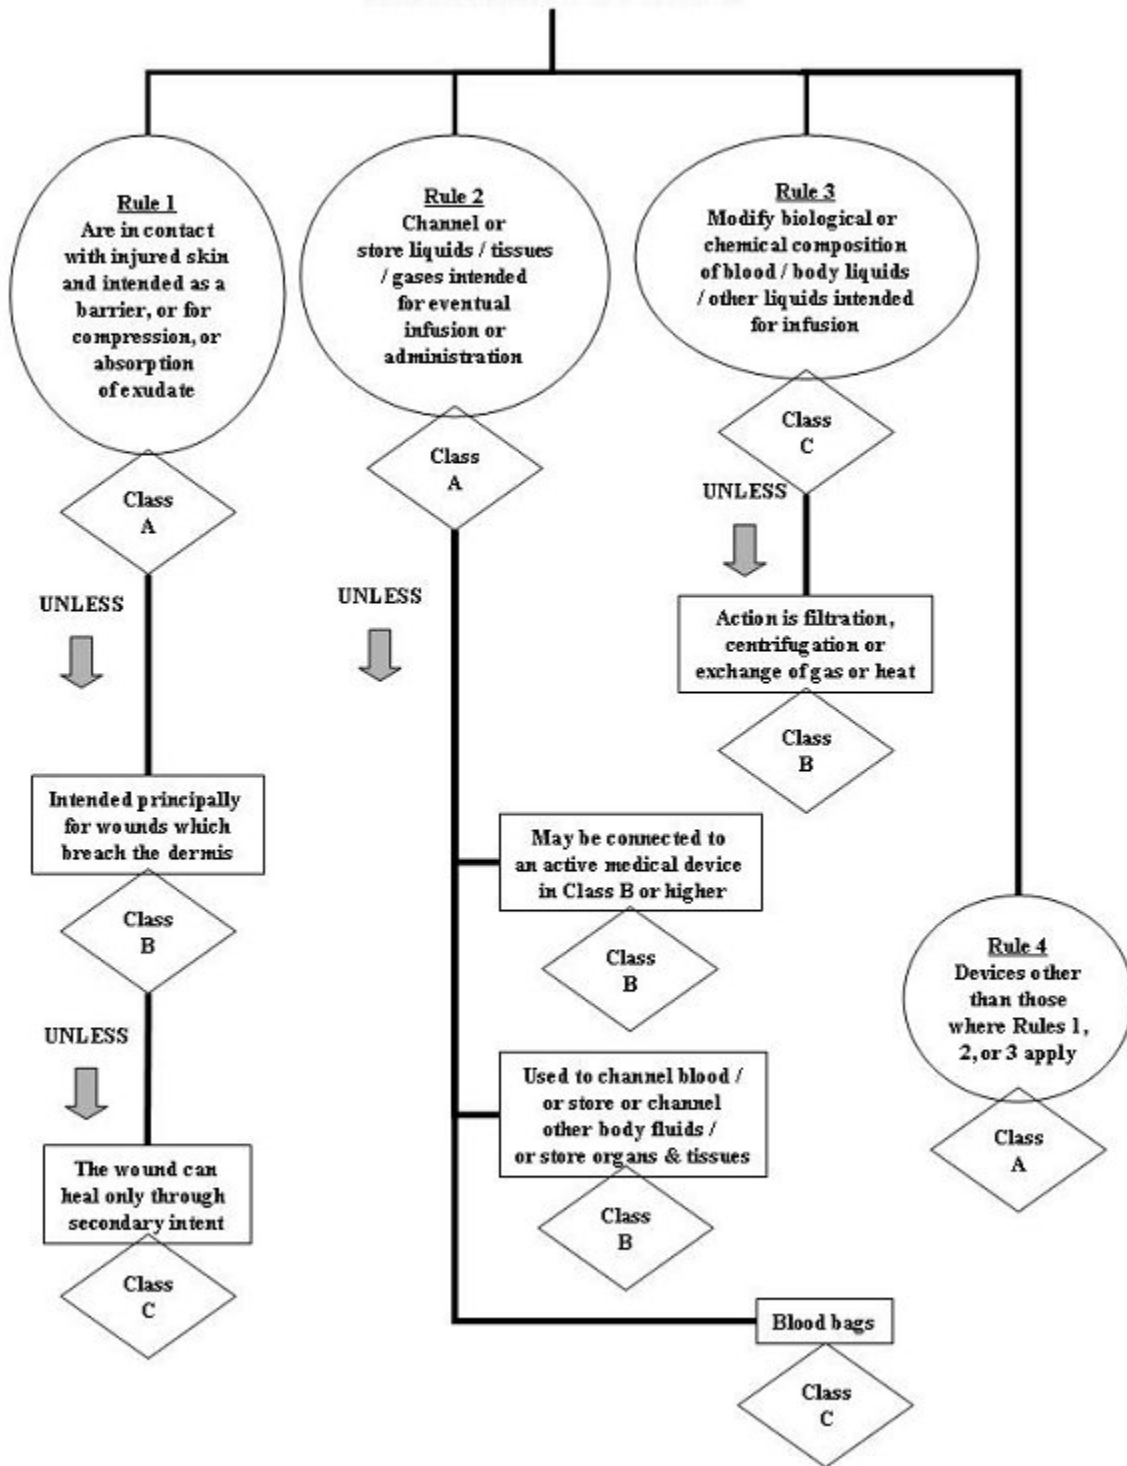 Rule 1
Are in contact
with injured skin
and intended as a
barrier, or for
compression, or
absorption
of exudate
Class
A
UNLESS
Intended principally
for wounds which
breach the dermis
Class
B
UNLESS
The wound can
heal only through
secondary intent
Class
C
Rule 2
Channel or
store liquids / tissues
/ gases intended
for eventual
infusion or
administration
Class
A
UNLESS
May be connected to
an active medical device
in Class B or higher
Class
B
Used to channel blood /
or store or channel
other body fluids /
or store organs & tissues
Class
B
Blood bags
Class
C
Rule 3
Modify biological or
chemical composition
of blood / body liquids
/ other liquids intended
for infusion
Class
C
UNLESS
Action is filtration,
centrifugation or
exchange of gas or heat
Class
B
Rule 4
Devices other
than those
where Rules 1,
2, or 3 apply
Class
A